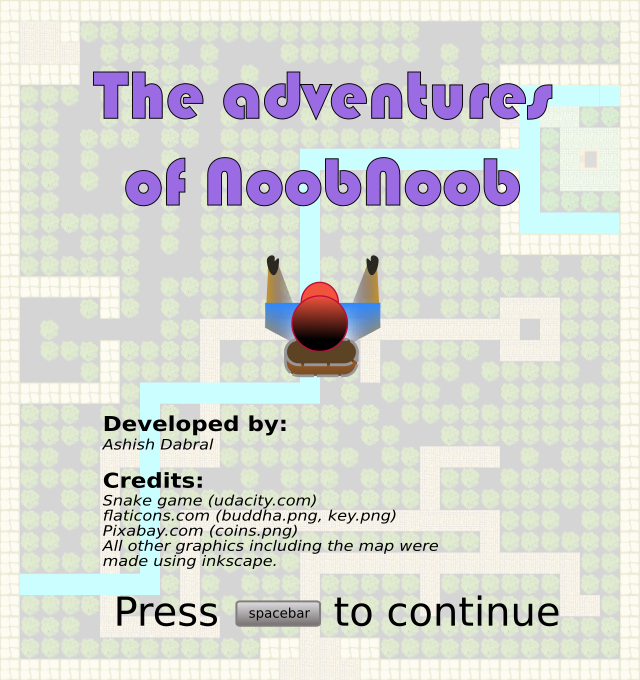 The adventures
of NoobNoob
Developed by:
Ashish Dabral
Credits:
Snake game (udacity.com)
flaticons.com (buddha.png, key.png)
Pixabay.com (coins.png)
All other graphics including the map were
made using inkscape.
Press spacebar to continue